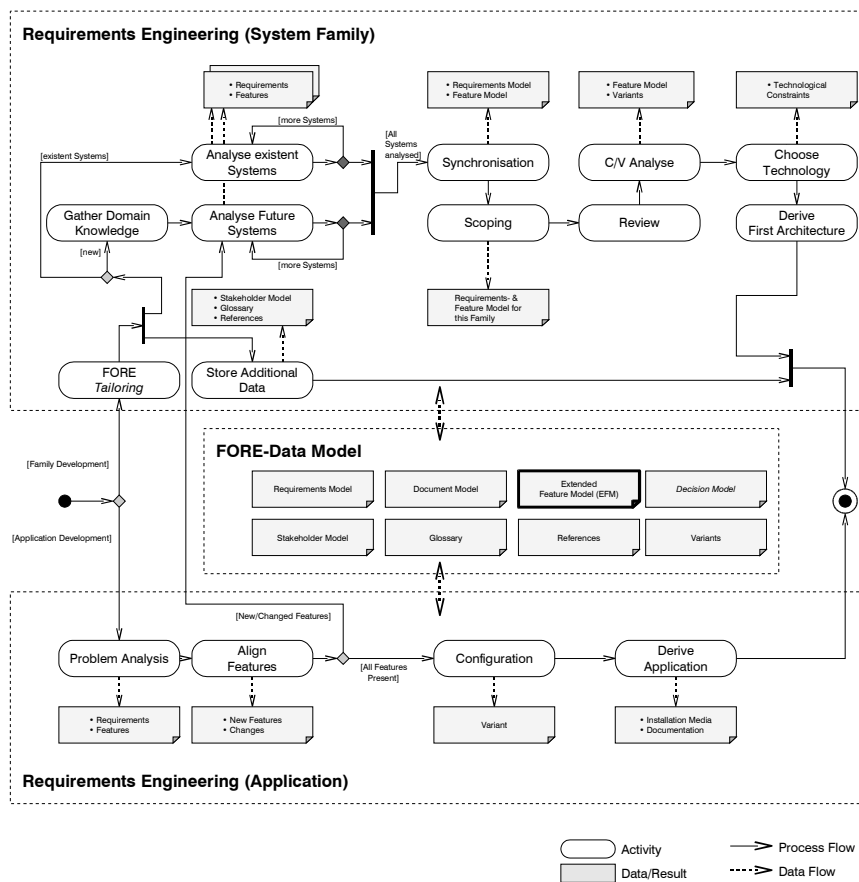 Requirements Engineering (System Family)
• Requirements
• Features
• Requirements Model
• Feature Model
• Feature Model
• Variants
• Technological
Constraints
[more Systems]
[All
Systems
analysed]
[existent Systems]
Analyse existent
Systems
Synchronisation
C/V Analyse
Choose
Technology
Gather Domain
Knowledge
Analyse Future
Systems
Scoping
Review
Derive
First Architecture
[new]
[more Systems]
• Stakeholder Model
• Glossary
• References
Requirements- &
Feature Model for
this Family
FORE
Tailoring
Store Additional
Data
FORE-Data Model
[Family Development]
Requirements Model
Document Model
Extended
Feature Model (EFM)
Decision Model
[Application Development]
Stakeholder Model
Glossary
References
Variants
[New/Changed Features]
Problem Analysis
Align
Features
[All Features
Present]
Configuration
Derive
Application
• Requirements
• Features
• New Features
• Changes
Variant
• Installation Media
• Documentation
Requirements Engineering (Application)
Activity
Process Flow
Data/Result
Data Flow